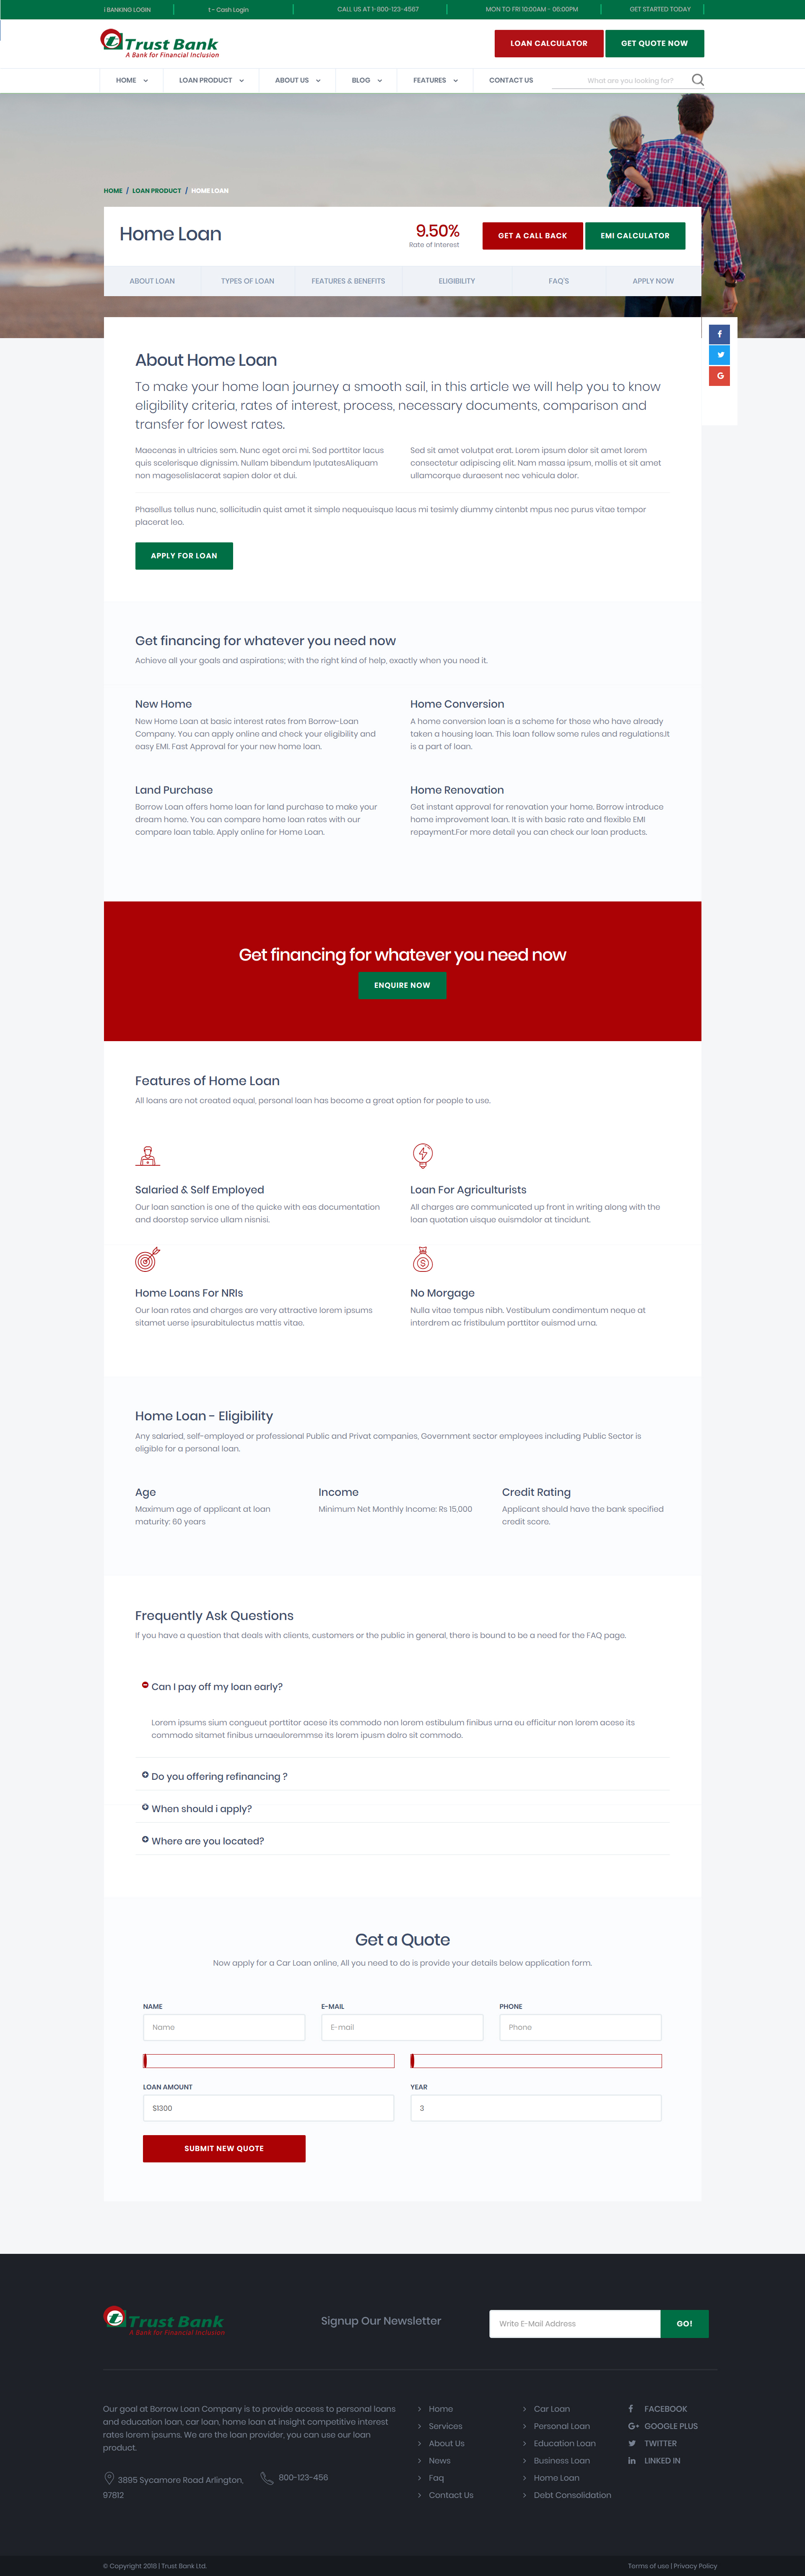 i BANKING LOGIN
t - Cash Login
CALL US AT 1-800-123-4567
MON TO FRI 10:00AM - 06:00PM
GET STARTED TODAY
Trust Bank
A Bank for Financial Inclusion
LOAN CALCULATOR
GET QUOTE NOW
HOME
LOAN PRODUCT
ABOUT US
BLOG
FEATURES
CONTACT US
What are you looking for?
HOME / LOAN PRODUCT / HOME LOAN
Home Loan
9.50%
Rate of Interest
GET A CALL BACK
EMI CALCULATOR
ABOUT LOAN
TYPES OF LOAN
FEATURES & BENEFITS
ELIGIBILITY
FAQ'S
APPLY NOW
About Home Loan
To make your home loan journey a smooth sail, in this article we will help you to know
eligibility criteria, rates of interest, process, necessary documents, comparison and
transfer for lowest rates.
Maecenas in ultricies sem. Nunc eget orci mi. Sed porttitor lacus
quis scelerisque dignissim. Nullam bibendum lputatesAliquam
non mageselislacerat sapien dolor et dui.
Sed sit amet volutpat erat. Lorem ipsum dolor sit amet lorem
consectetur adipiscing elit. Nam massa ipsum, mollis et sit amet
ullamcorque duraesent nec vehicula dolor.
Phasellus tellus nunc, sollicitudin quist amet it simple nequeuisque lacus mi tesimly diummy cintenbt mpus nec purus vitae tempor
placerat leo.
APPLY FOR LOAN
Get financing for whatever you need now
Achieve all your goals and aspirations; with the right kind of help, exactly when you need it.
New Home
New Home Loan at basic interest rates from Borrow-Loan
Company. You can apply online and check your eligibility and
easy EMI. Fast Approval for your new home loan.
Home Conversion
A home conversion loan is a scheme for those who have already
taken a housing loan. This loan follow some rules and regulations.It
is a part of loan.
Land Purchase
Borrow Loan offers home loan for land purchase to make your
dream home. You can compare home loan rates with our
compare loan table. Apply online for Home Loan.
Home Renovation
Get instant approval for renovation your home. Borrow introduce
home improvement loan. It is with basic rate and flexible EMI
repayment.For more detail you can check our loan products.
Get financing for whatever you need now
ENQUIRE NOW
Features of Home Loan
All loans are not created equal, personal loan has become a great option for people to use.
Salaried & Self Employed
Our loan sanction is one of the quicke with eas documentation
and doorstep service ullam nisnisi.
Loan For Agriculturists
All charges are communicated up front in writing along with the
loan quotation uisque euismdolor at tincidunt.
Home Loans For NRIs
Our loan rates and charges are very attractive lorem ipsums
sitamet uerse ipsurabitulectus mattis vitae.
No Morgage
Nulla vitae tempus nibh. Vestibulum condimentum neque at
interdrem ac fristibulum porttitor euismod urna.
Home Loan - Eligibility
Any salaried, self-employed or professional Public and Privat companies, Government sector employees including Public Sector is
eligible for a personal loan.
Age
Maximum age of applicant at loan
maturity: 60 years
Income
Minimum Net Monthly Income: Rs 15,000
Credit Rating
Applicant should have the bank specified
credit score.
Frequently Ask Questions
If you have a question that deals with clients, customers or the public in general, there is bound to be a need for the FAQ page.
Can I pay off my loan early?
Lorem ipsums sium congueut porttitor acese its commodo non lorem estibulum finibus urna eu efficitur non lorem acese its
commodo sitamet finibus urnaeuloremmse its lorem ipusm dolro sit commodo.
Do you offering refinancing ?
When should i apply?
Where are you located?
Get a Quote
Now apply for a Car Loan online, All you need to do is provide your details below application form.
NAME
E-MAIL
PHONE
Name
E-mail
Phone
LOAN AMOUNT
YEAR
$1300
3
SUBMIT NEW QUOTE
Trust Bank
A Bank for Financial Inclusion
Signup Our Newsletter
Write E-Mail Address
GO!
Our goal at Borrow Loan Company is to provide access to personal loans
and education loan, car loan, home loan at insight competitive interest
rates lorem ipsums. We are the loan provider, you can use our loan
product.
3895 Sycamore Road Arlington,
97812
800-123-456
Home
Services
About Us
News
Faq
Contact Us
Car Loan
Personal Loan
Education Loan
Business Loan
Home Loan
Debt Consolidation
FACEBOOK
GOOGLE PLUS
TWITTER
LINKED IN
© Copyright 2018 | Trust Bank Ltd.
Terms of use | Privacy Policy